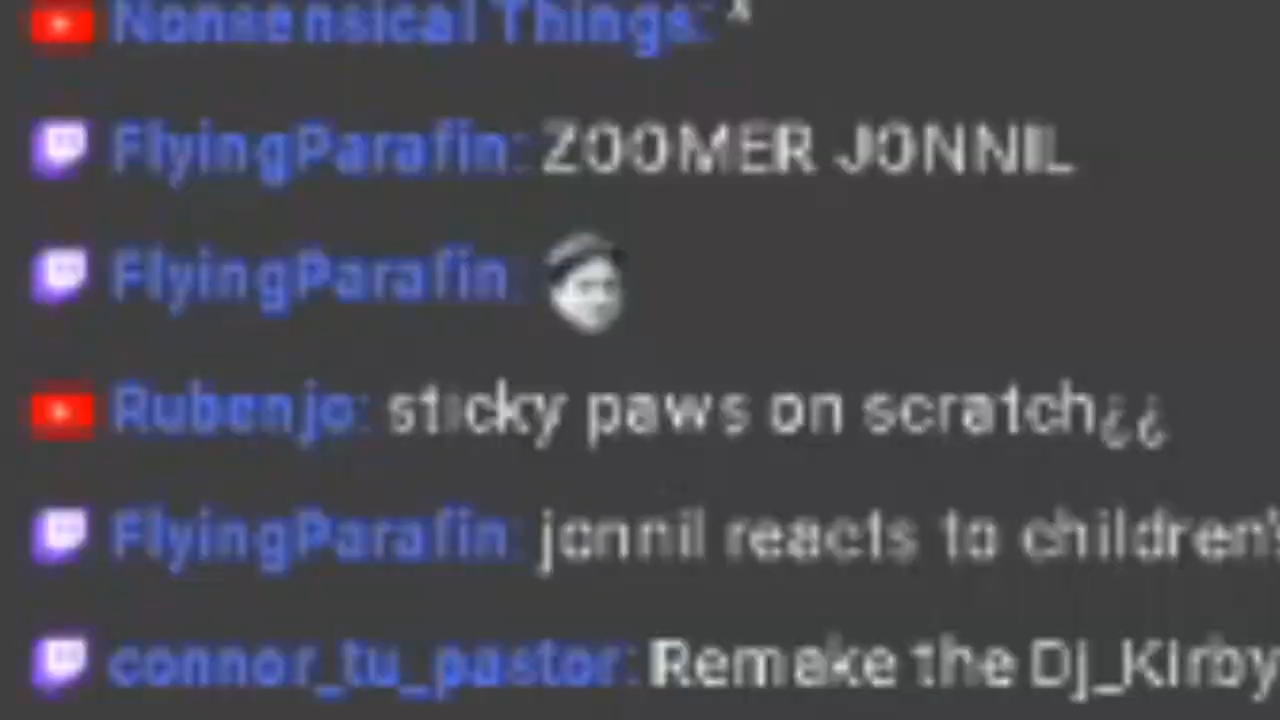 Nonsensical Things: ^
FlyingParafin: ZOOMER JONNIL
FlyingParafin:
Rubenjo: sticky paws on scratch¿¿
FlyingParafin: jonnil reacts to children's
connor_tu_pastor: Remake the Dj_Kirby